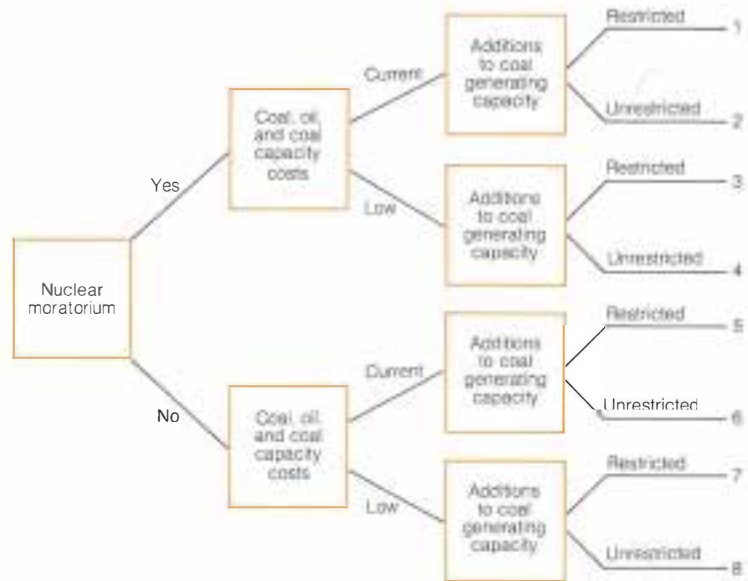 Nuclear
moratorium
Yes
No
Coal, oil,
and coal
capacity
costs
Current
Low
Additions
to coal
generating
capacity
Restricted
1
Unrestricted
2
Additions
to coal
generating
capacity
Restricted
3
Unrestricted
4
Coal, oil,
and coal
capacity
costs
Current
Low
Additions
to coal
generating
capacity
Restricted
5
Unrestricted
6
Additions
to coal
generating
capacity
Restricted
7
Unrestricted
8